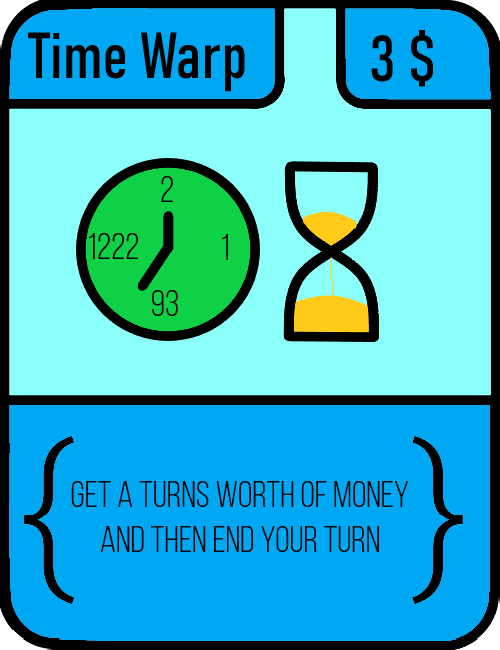 Time Warp
3 $
2
1222
1
93
GET A TURNS WORTH OF MONEY
AND THEN END YOUR TURN